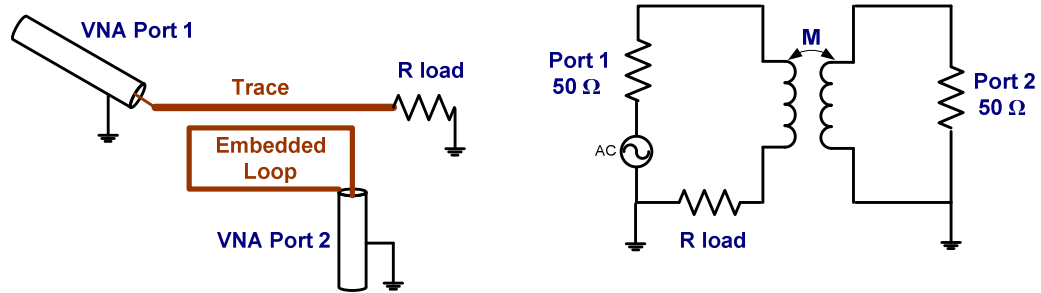 VNA Port 1
R load
Trace
Embedded
Loop
VNA Port 2
M
Port 1
50 Ω
Port 2
50 Ω
AC
R load